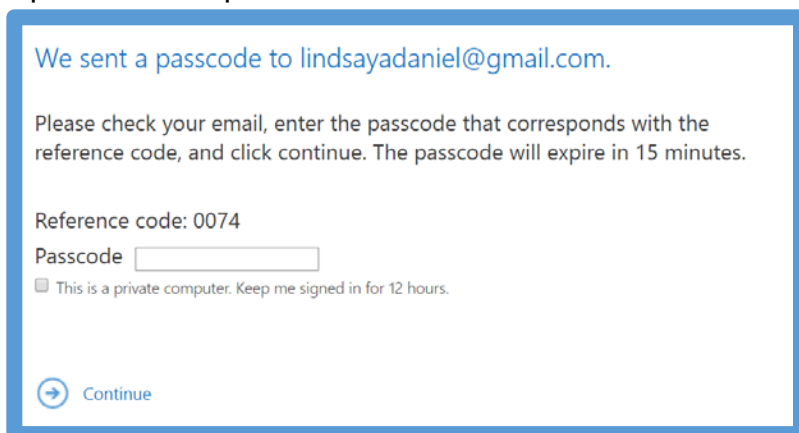 We sent a passcode to lindsayadaniel@gmail.com.
Please check your email, enter the passcode that corresponds with the
reference code, and click continue. The passcode will expire in 15 minutes.
Reference code: 0074
Passcode
This is a private computer. Keep me signed in for 12 hours.
Continue